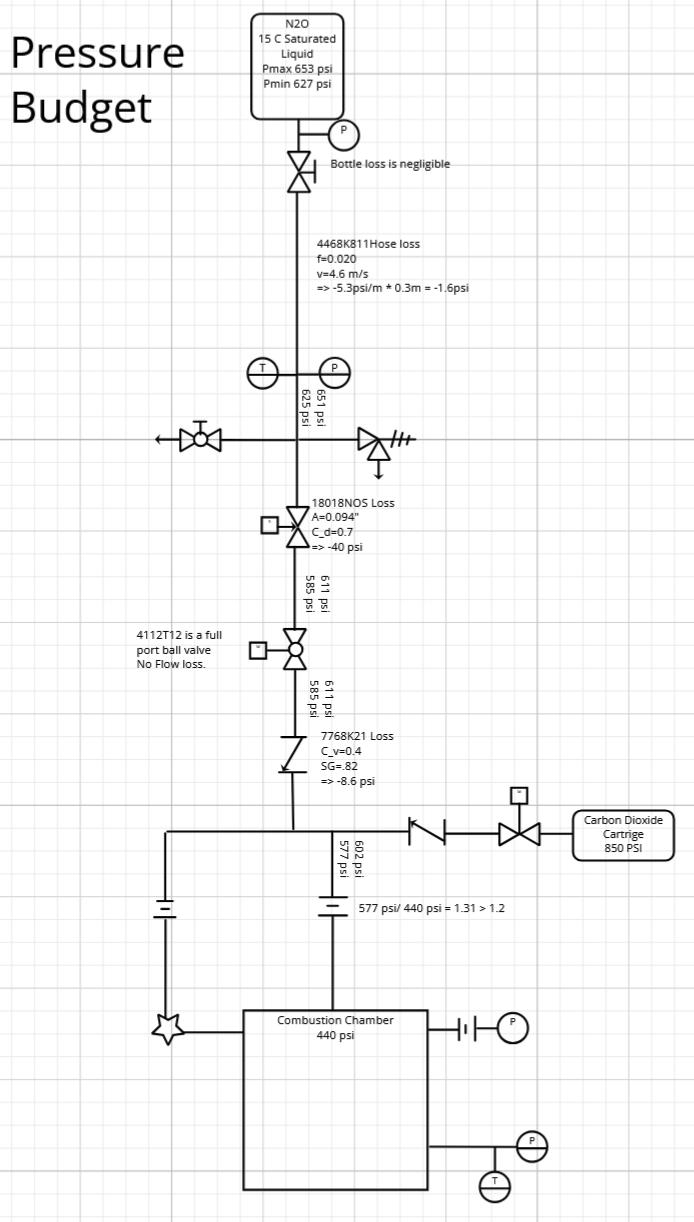 Pressure
Budget
N2O
15 C Saturated
Liquid
Pmax 653 psi
Pmin 627 psi
P
Bottle loss is negligible
4468K811Hose loss
f=0.020
v=4.6 m/s
=> -5.3psi/m * 0.3m = -1.6psi
T
P
651 psi
625 psi
18018NOS Loss
A=0.094"
C_d=0.7
=> -40 psi
611 psi
585 psi
4112T12 is a full
port ball valve
No Flow loss.
611 psi
585 psi
7768K21 Loss
C_v=0.4
SG=.82
=> -8.6 psi
Carbon Dioxide
Cartrige
850 PSI
602 psi
577 psi
577 psi/ 440 psi = 1.31 > 1.2
Combustion Chamber
440 psi
P
P
T